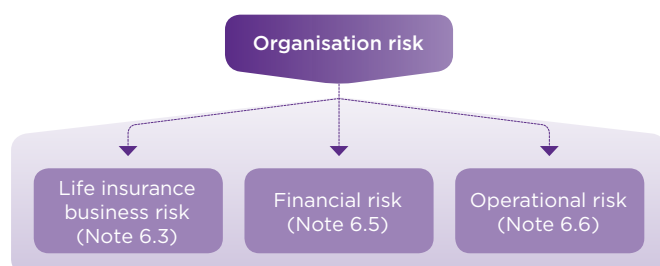 Organisation risk
Life insurance
business risk
(Note 6.3)
Financial risk
(Note 6.5)
Operational risk
(Note 6.6)